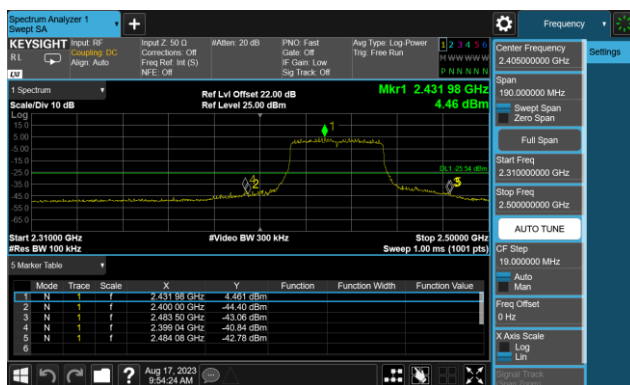 Spectrum Analyzer 1
Swept SA
Frequency
KEYSIGHT
Input: RF
Coupling: DC
Align: Auto
Input Z: 50 Ω
Corrections: Off
Freq Ref: Int (S)
NFE: Off
#Atten: 20 dB
PNO: Fast
Gate: Off
IF Gain: Low
Sig Track: Off
Avg Type: Log-Power
Trig: Free Run
1 2 3 4 5 6
M W W W W W
P N N N N N
RL
LXI
Settings
1 Spectrum
Scale/Div 10 dB
Log
Ref Lvl Offset 22.00 dB
Ref Level 25.00 dBm
Mkr1 2.431 98 GHz
4.46 dBm
15.0
5.00
-5.00
-15.0
-25.0
-35.0
-45.0
-55.0
-65.0
1
DL1 -25.54 dBm
4
2
5
Start 2.31000 GHz
#Res BW 100 kHz
#Video BW 300 kHz
Stop 2.50000 GHz
Sweep 1.00 ms (1001 pts)
5 Marker Table
Mode Trace Scale X Y Function Function Width Function Value
1 N 1 f 2.431 98 GHz 4.461 dBm
2 N 1 f 2.400 00 GHz -44.40 dBm
3 N 1 f 2.483 50 GHz -43.06 dBm
4 N 1 f 2.399 04 GHz -40.84 dBm
5 N 1 f 2.484 08 GHz -42.78 dBm
6
Aug 17, 2023
9:54:24 AM
Center Frequency
2.405000000 GHz
Span
190.000000 MHz
Swept Span
Zero Span
Full Span
Start Freq
2.310000000 GHz
Stop Freq
2.500000000 GHz
AUTO TUNE
CF Step
19.000000 MHz
Auto
Man
Freq Offset
0 Hz
X Axis Scale
Log
Lin
Signal Track